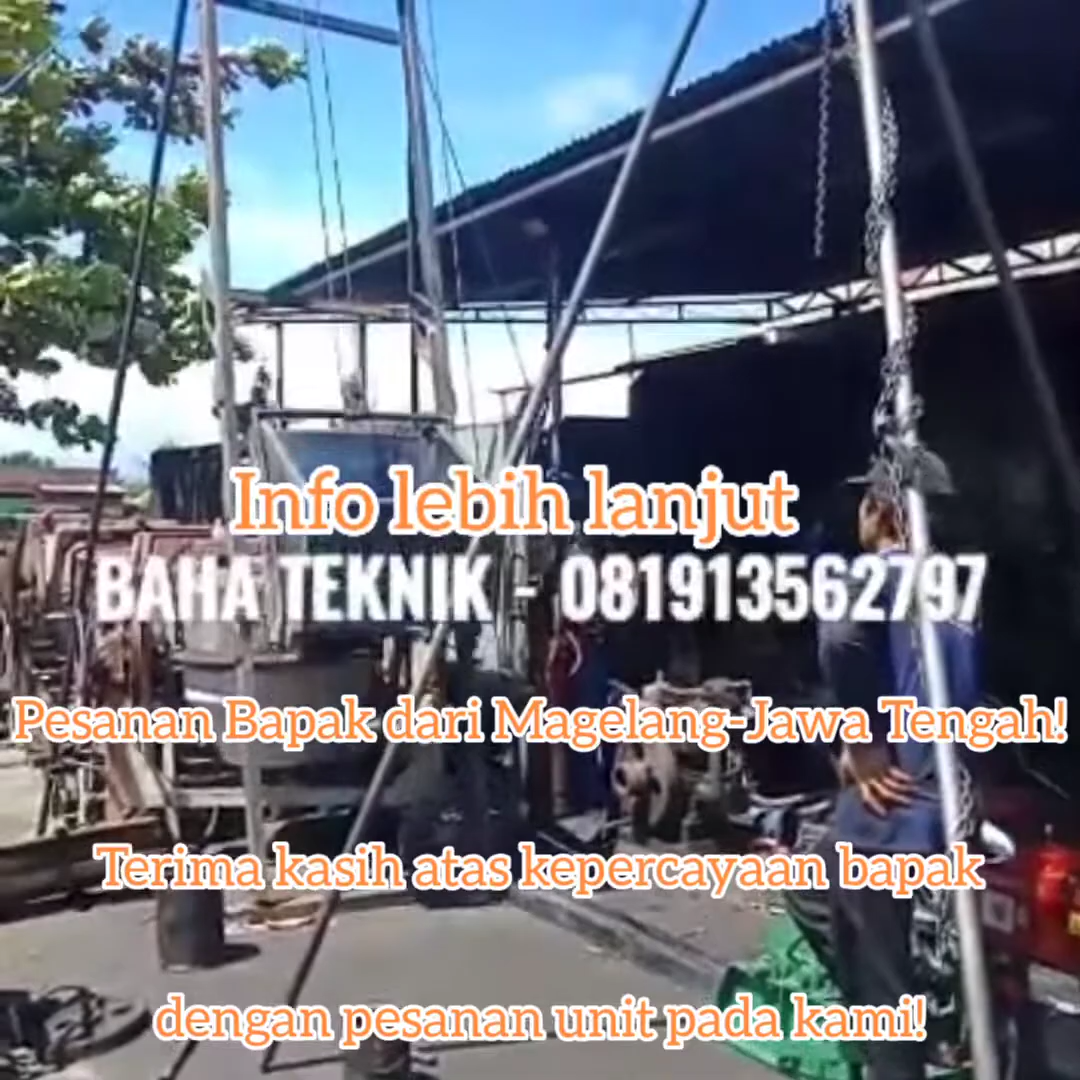 Info lebih lanjut
BAHA TEKNIK - 081913562797
Pesanan Bapak dari Magelang-Jawa Tengah!
Terima kasih atas kepercayaan bapak
dengan pesanan unit pada kami!